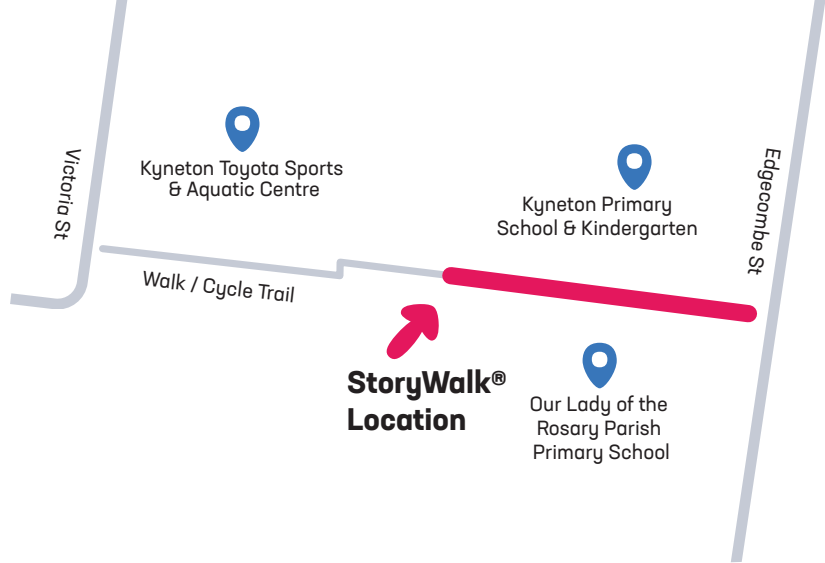 Victoria St
Kyneton Toyota Sports
& Aquatic Centre
Kyneton Primary
School & Kindergarten
Edgecombe St
Walk / Cycle Trail
StoryWalk®
Location
Our Lady of the
Rosary Parish
Primary School